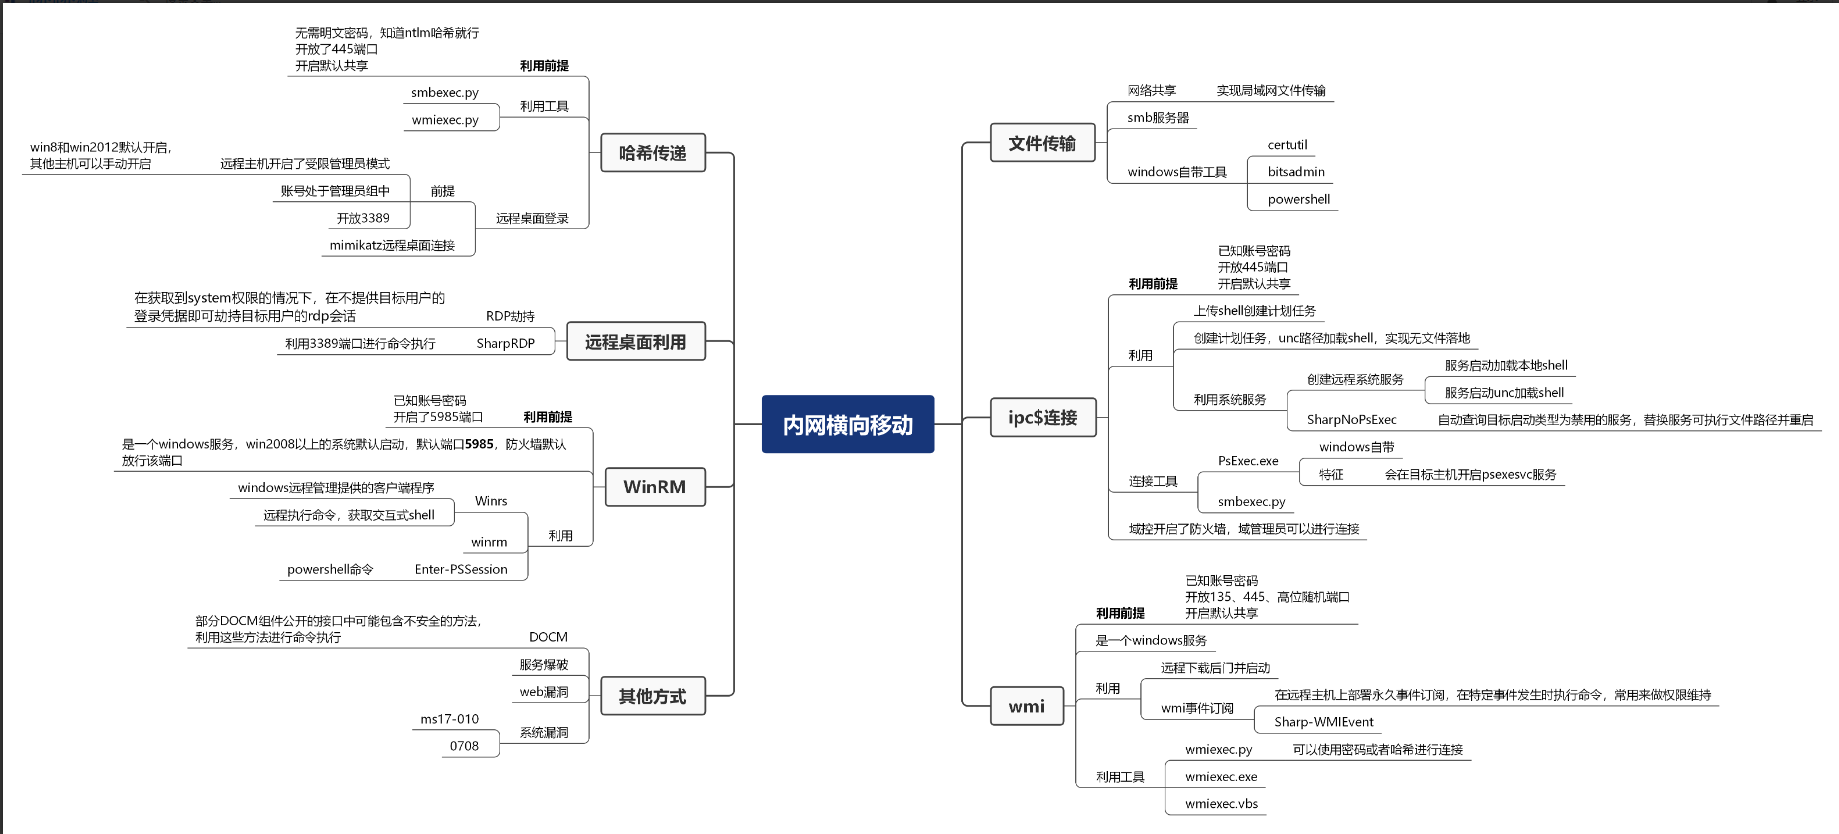 内网横向移动
哈希传递
利用前提
无需明文密码，知道ntlm哈希就行
开放了445端口
开启默认共享
利用工具
smbexec.py
wmiexec.py
远程桌面登录
前提
远程主机开启了受限管理员模式
win8和win2012默认开启，
其他主机可以手动开启
账号处于管理员组中
开放3389
mimikatz远程桌面连接
远程桌面利用
RDP劫持
在获取到system权限的情况下，在不提供目标用户的
登录凭据即可劫持目标用户的rdp会话
SharpRDP
利用3389端口进行命令执行
WinRM
利用前提
已知账号密码
开启了5985端口
是一个windows服务，win2008以上的系统默认启动，默认端口5985，防火墙默认
放行该端口
利用
Winrs
windows远程管理提供的客户端程序
远程执行命令，获取交互式shell
winrm
Enter-PSSession
powershell命令
其他方式
DOCM
部分DOCM组件公开的接口中可能包含不安全的方法，
利用这些方法进行命令执行
服务爆破
web漏洞
系统漏洞
ms17-010
0708
文件传输
网络共享
实现局域网文件传输
smb服务器
windows自带工具
certutil
bitsadmin
powershell
ipc$连接
利用前提
已知账号密码
开放445端口
开启默认共享
利用
上传shell创建计划任务
创建计划任务，unc路径加载shell，实现无文件落地
利用系统服务
创建远程系统服务
服务启动加载本地shell
服务启动unc加载shell
SharpNoPsExec
自动查询目标启动类型为禁用的服务，替换服务可执行文件路径并重启
连接工具
PsExec.exe
windows自带
特征
会在目标主机开启psexesvc服务
smbexec.py
域控开启了防火墙，域管理员可以进行连接
wmi
利用前提
已知账号密码
开放135、445、高位随机端口
开启默认共享
是一个windows服务
利用
远程下载后门并启动
wmi事件订阅
在远程主机上部署永久事件订阅，在特定事件发生时执行命令，常用来做权限维持
Sharp-WMIEvent
利用工具
wmiexec.py
可以使用密码或者哈希进行连接
wmiexec.exe
wmiexec.vbs